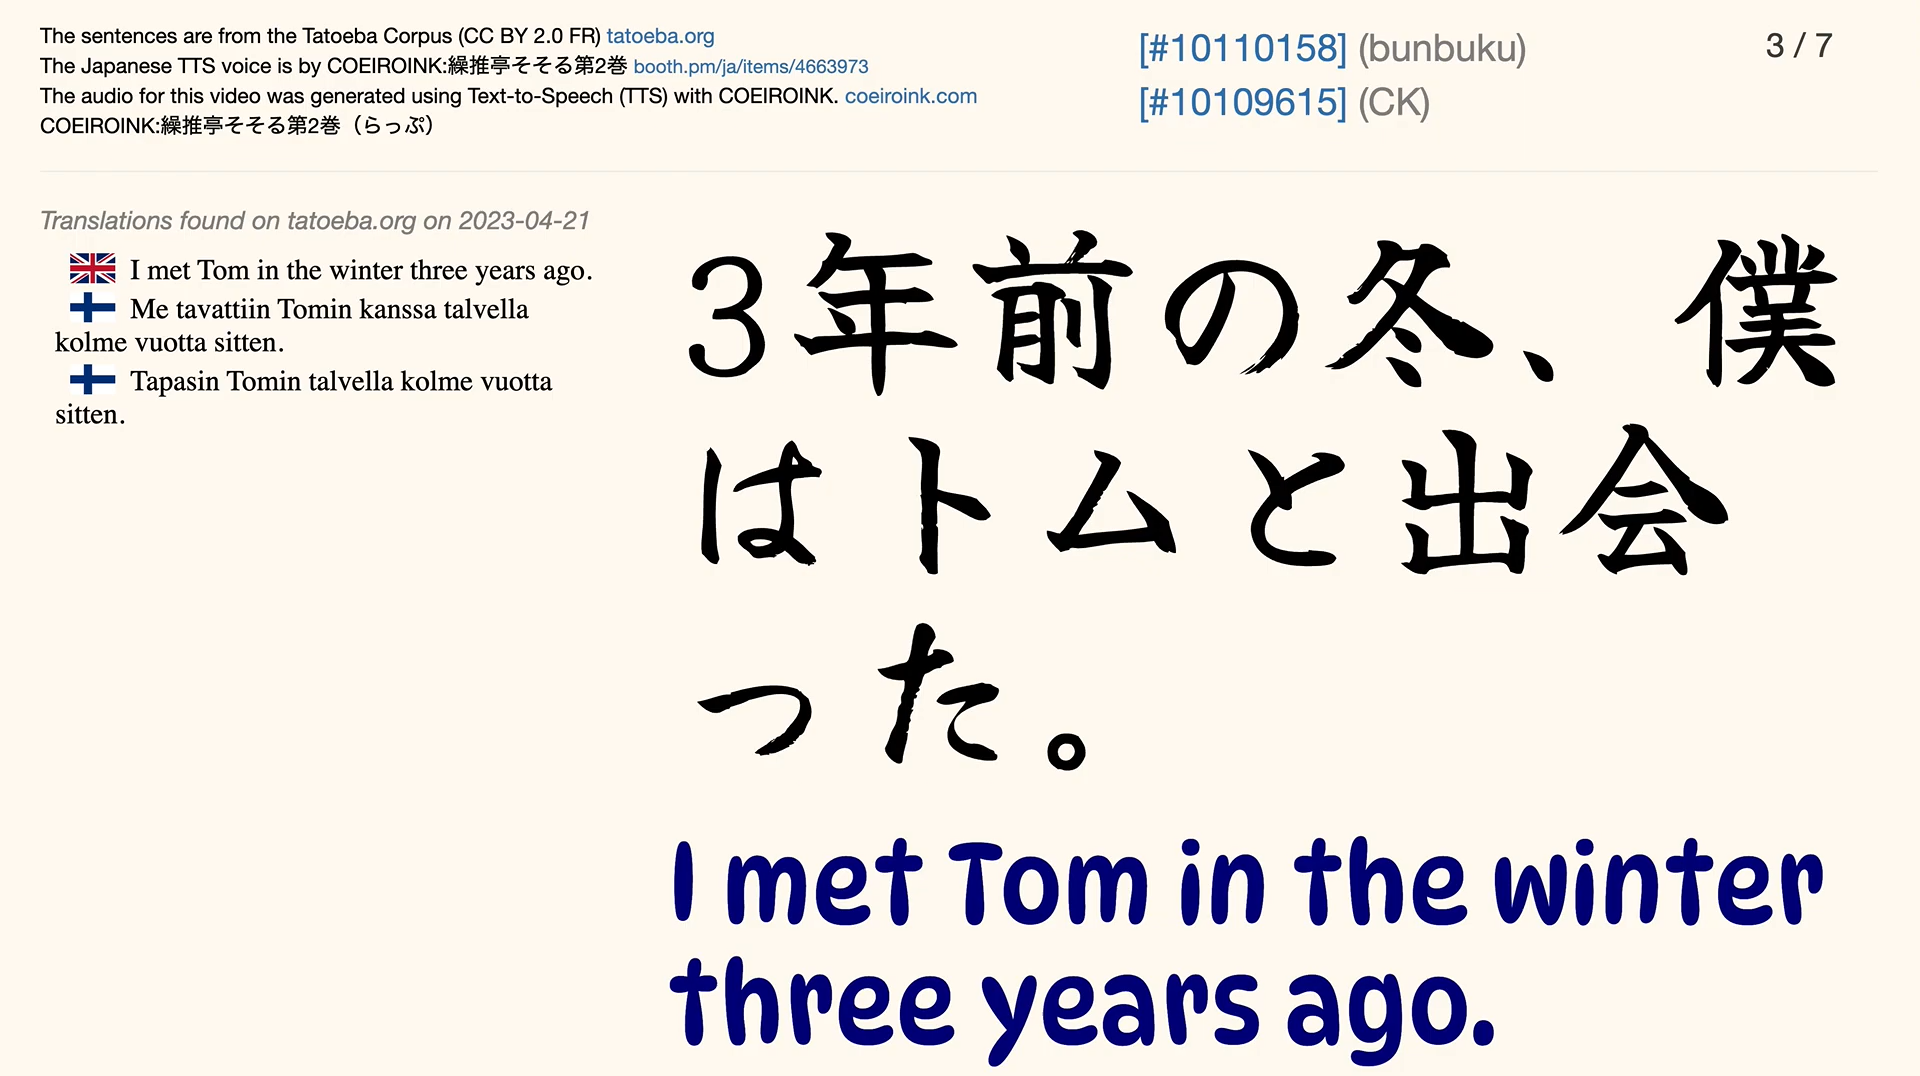 The sentences are from the Tatoeba Corpus (CC BY 2.0 FR) tatoeba.org
The Japanese TTS voice is by COEIROINK:繰推亭そそる第2巻 booth.pm/ja/items/4663973
The audio for this video was generated using Text-to-Speech (TTS) with COEIROINK. coeiroink.com
COEIROINK:繰推亭そそる第2巻（らっぷ）
[#10110158] (bunbuku)
[#10109615] (CK)
3 / 7
Translations found on tatoeba.org on 2023-04-21
I met Tom in the winter three years ago.
Me tavattiin Tomin kanssa talvella
kolme vuotta sitten.
Tapasin Tomin talvella kolme vuotta
sitten.
3年前の冬、僕
はトムと出会
った。
I met Tom in the winter
three years ago.